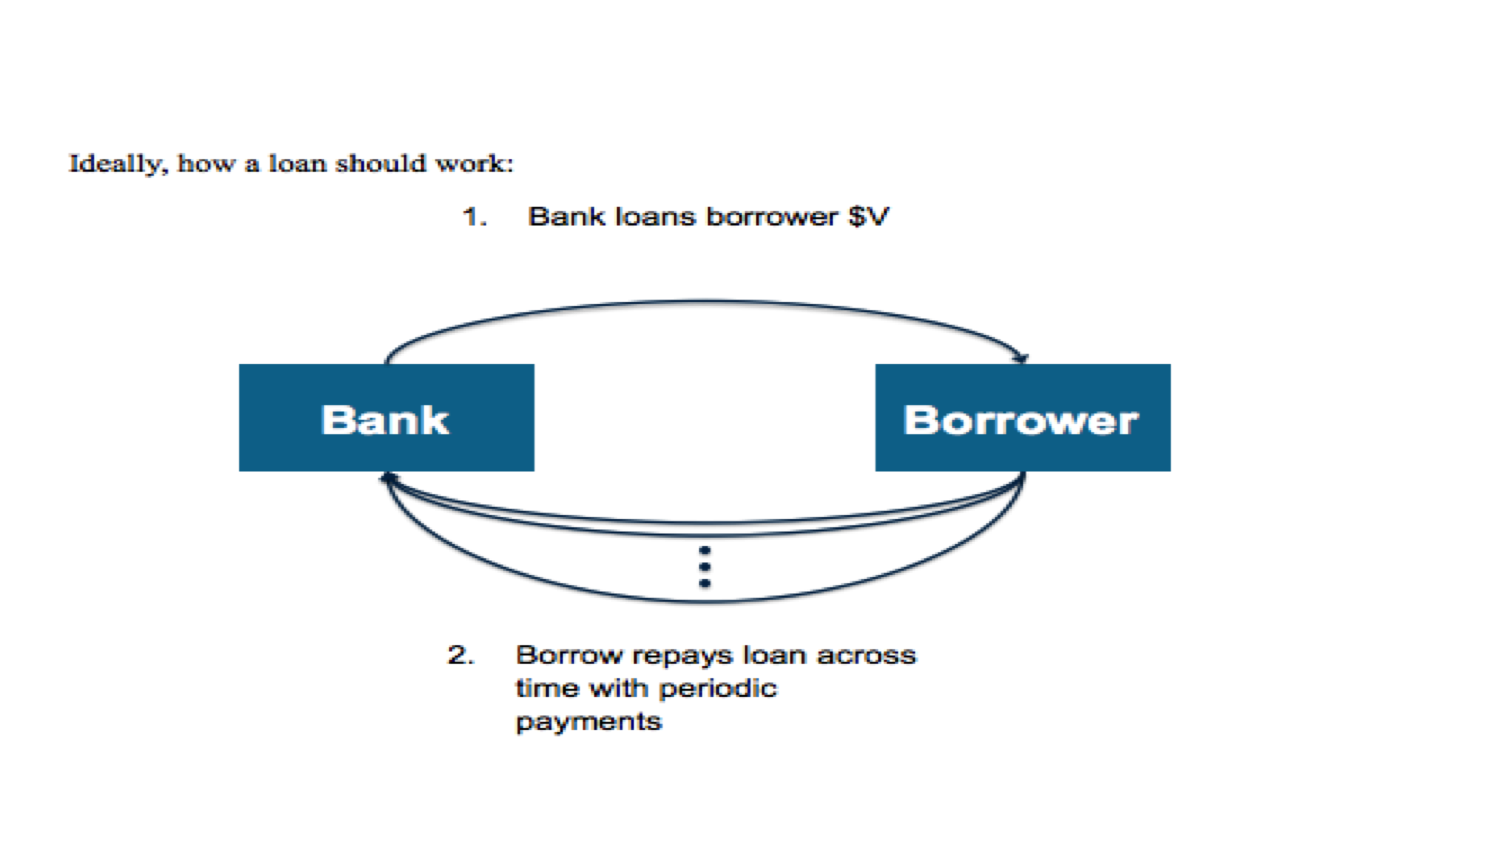 Ideally, how a loan should work:
1. Bank loans borrower $V
Bank
Borrower
2. Borrow repays loan across
time with periodic
payments